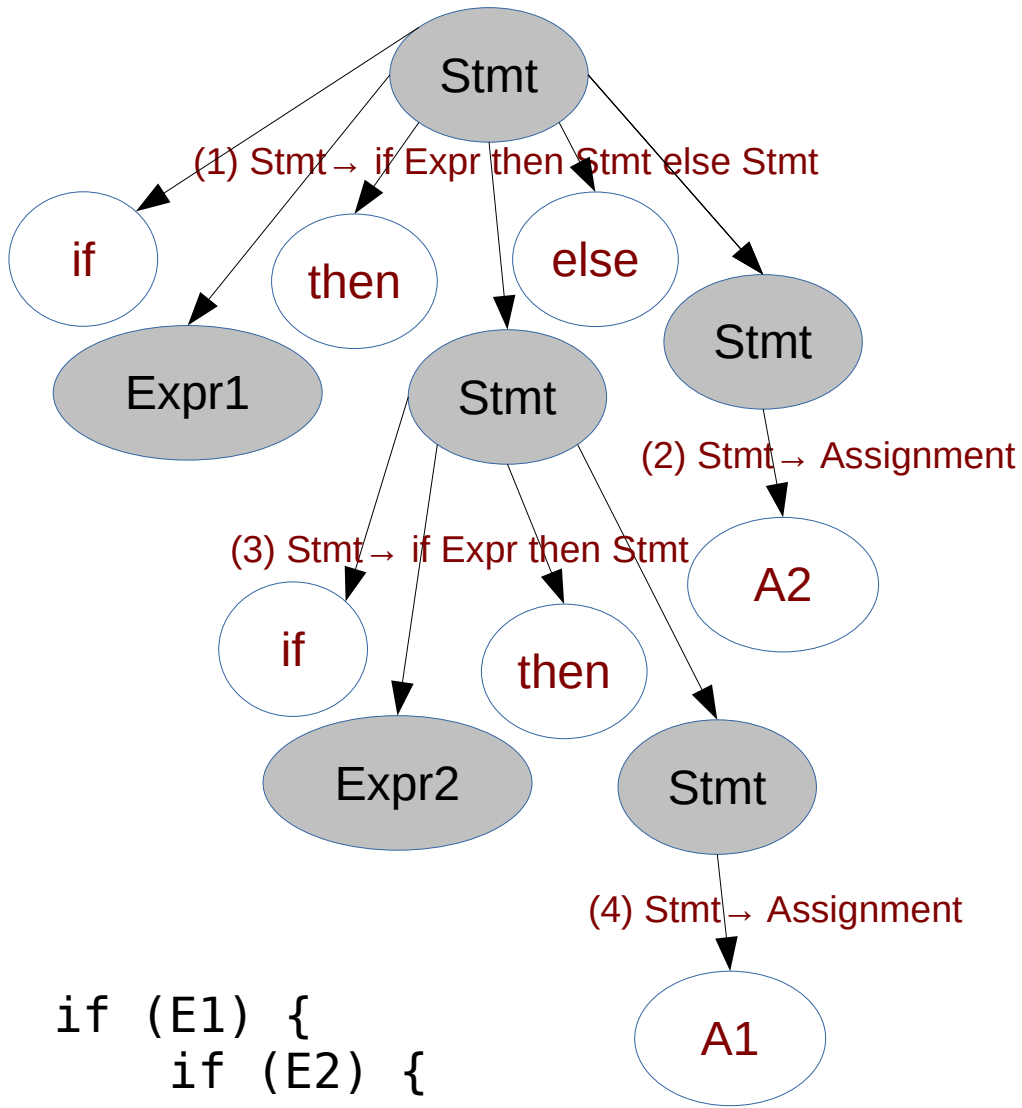 Stmt
(1) Stmt→ if Expr then Stmt else Stmt
if
then
else
Expr1
Stmt
Stmt
(2) Stmt→ Assignment
(3) Stmt→ if Expr then Stmt
A2
if
then
Expr2
Stmt
(4) Stmt→ Assignment
A1
if (E1) {
if (E2) {